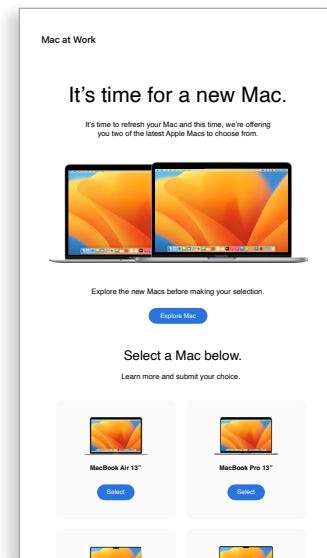 Mac at Work
It’s time for a new Mac.
It’s time to refresh your Mac and this time, we’re offering
you two of the latest Apple Macs to choose from.
Explore the new Macs before making your selection.
Explore Mac
Select a Mac below.
Learn more and submit your choice.
MacBook Air 13”
MacBook Pro 13”
Select
Select